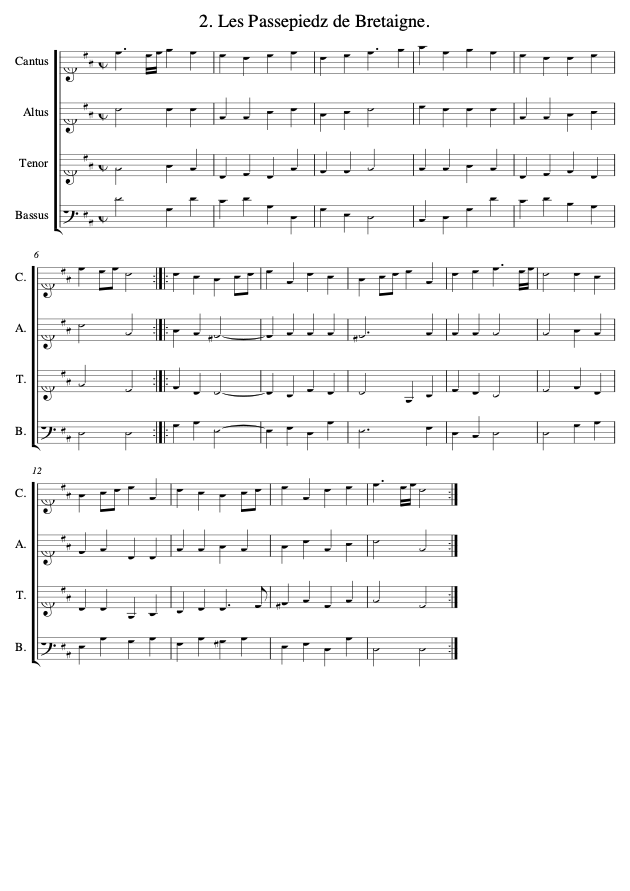 2. Les Passepiedz de Bretaigne.
Cantus
Altus
Tenor
Bassus
6
C.
A.
T.
B.
12
C.
A.
T.
B.